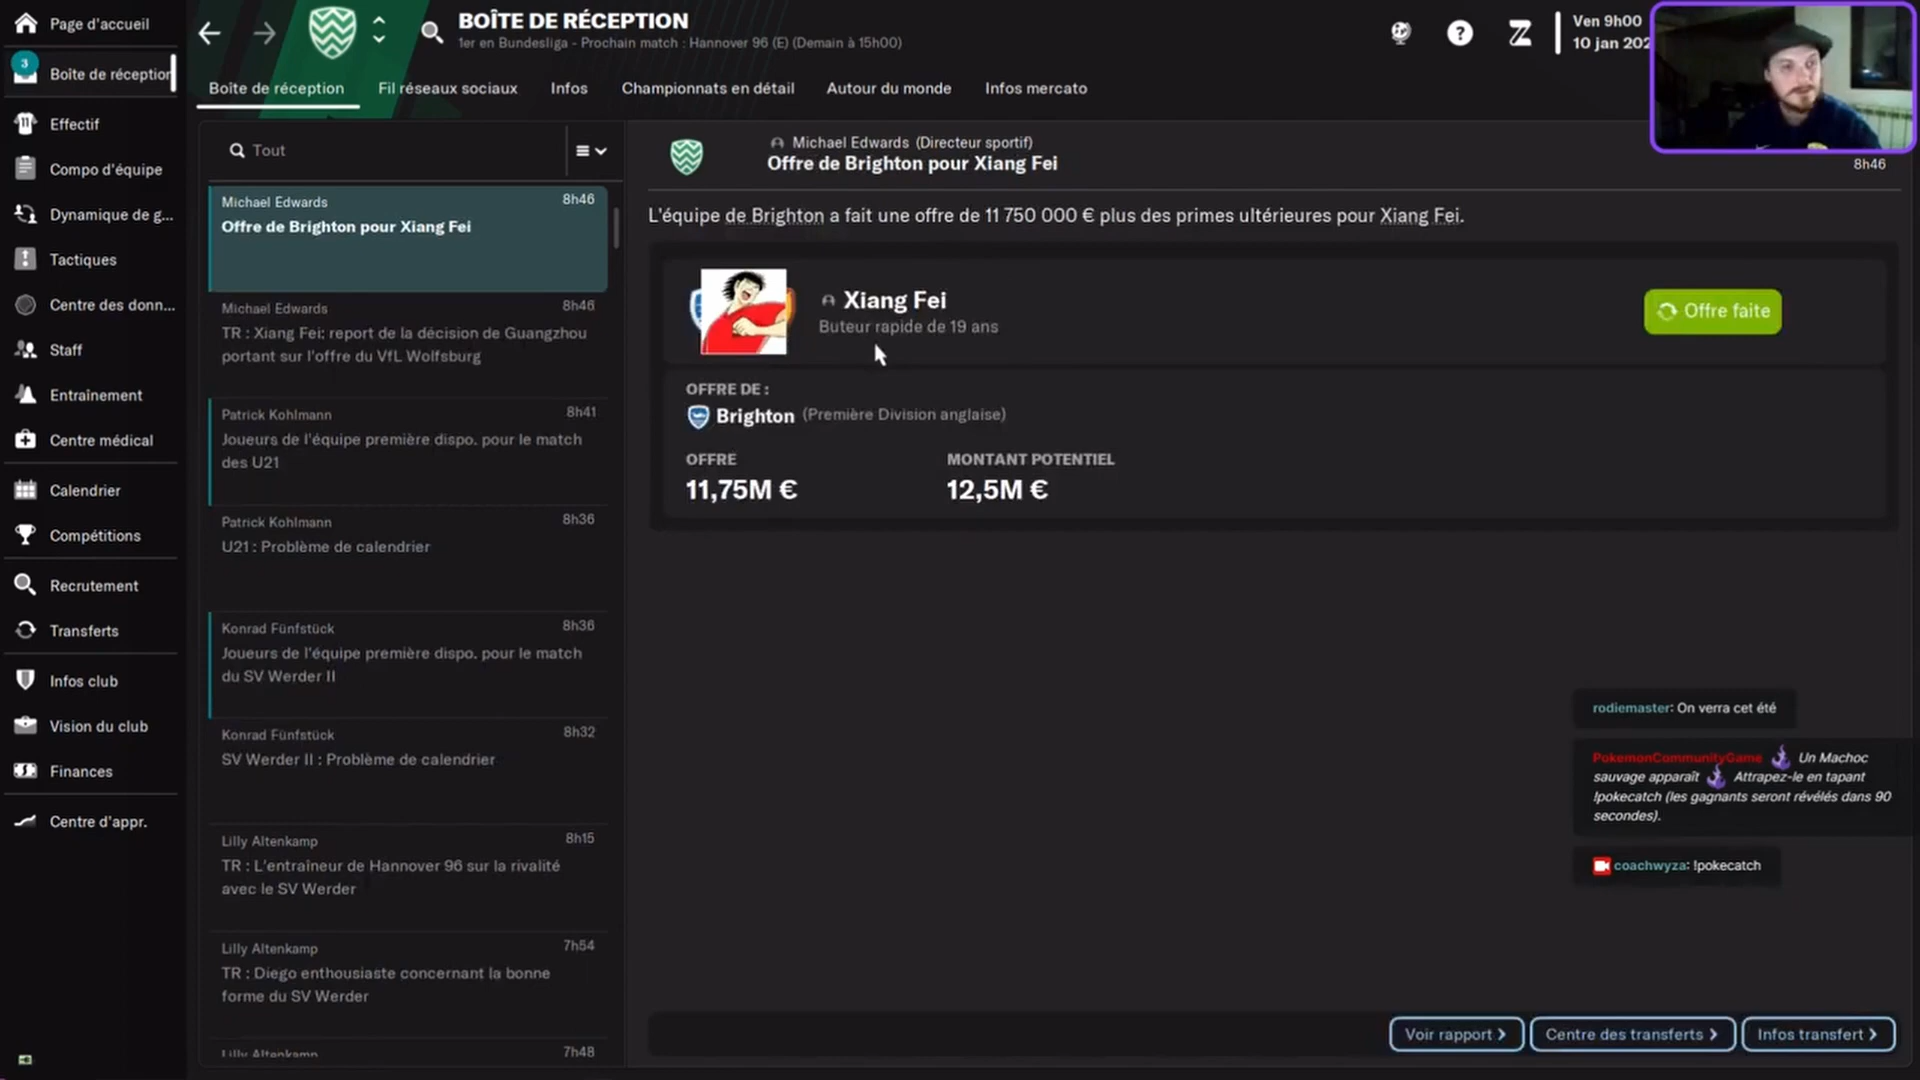 Page d'accueil
3
Boîte de réception
Effectif
Compo d'équipe
Dynamique de g...
Tactiques
Centre des donn...
Staff
Entraînement
Centre médical
Calendrier
Compétitions
Recrutement
Transferts
Infos club
Vision du club
Finances
Centre d'appr.
BOÎTE DE RÉCEPTION
1er en Bundesliga - Prochain match : Hannover 96 (E) (Demain à 15h00)
Ven 9h00
10 jan 202
Boîte de réception
Fil réseaux sociaux
Infos
Championnats en détail
Autour du monde
Infos mercato
Tout
Michael Edwards
8h46
Offre de Brighton pour Xiang Fei
Michael Edwards
8h46
TR : Xiang Fei: report de la décision de Guangzhou
portant sur l'offre du VfL Wolfsburg
Patrick Kohlmann
8h41
Joueurs de l'équipe première dispo. pour le match
des U21
Patrick Kohlmann
8h36
U21 : Problème de calendrier
Konrad Fünfstück
8h36
Joueurs de l'équipe première dispo. pour le match
du SV Werder II
Konrad Fünfstück
8h32
SV Werder II : Problème de calendrier
Lilly Altenkamp
8h15
TR : L'entraîneur de Hannover 96 sur la rivalité
avec le SV Werder
Lilly Altenkamp
7h54
TR : Diego enthousiaste concernant la bonne
forme du SV Werder
Lilly Altenkamp
7h48
Michael Edwards (Directeur sportif)
Offre de Brighton pour Xiang Fei
8h46
L'équipe de Brighton a fait une offre de 11 750 000 € plus des primes ultérieures pour Xiang Fei.
Xiang Fei
Buteur rapide de 19 ans
Offre faite
OFFRE DE :
Brighton (Première Division anglaise)
OFFRE
MONTANT POTENTIEL
11,75M €
12,5M €
rodiemaster: On verra cet été
PokemonCommunityGame Un Machoc
sauvage apparaît Attrapez-le en tapant
!pokecatch (les gagnants seront révélés dans 90
secondes).
coachwyza: !pokecatch
Voir rapport
Centre des transferts
Infos transfert